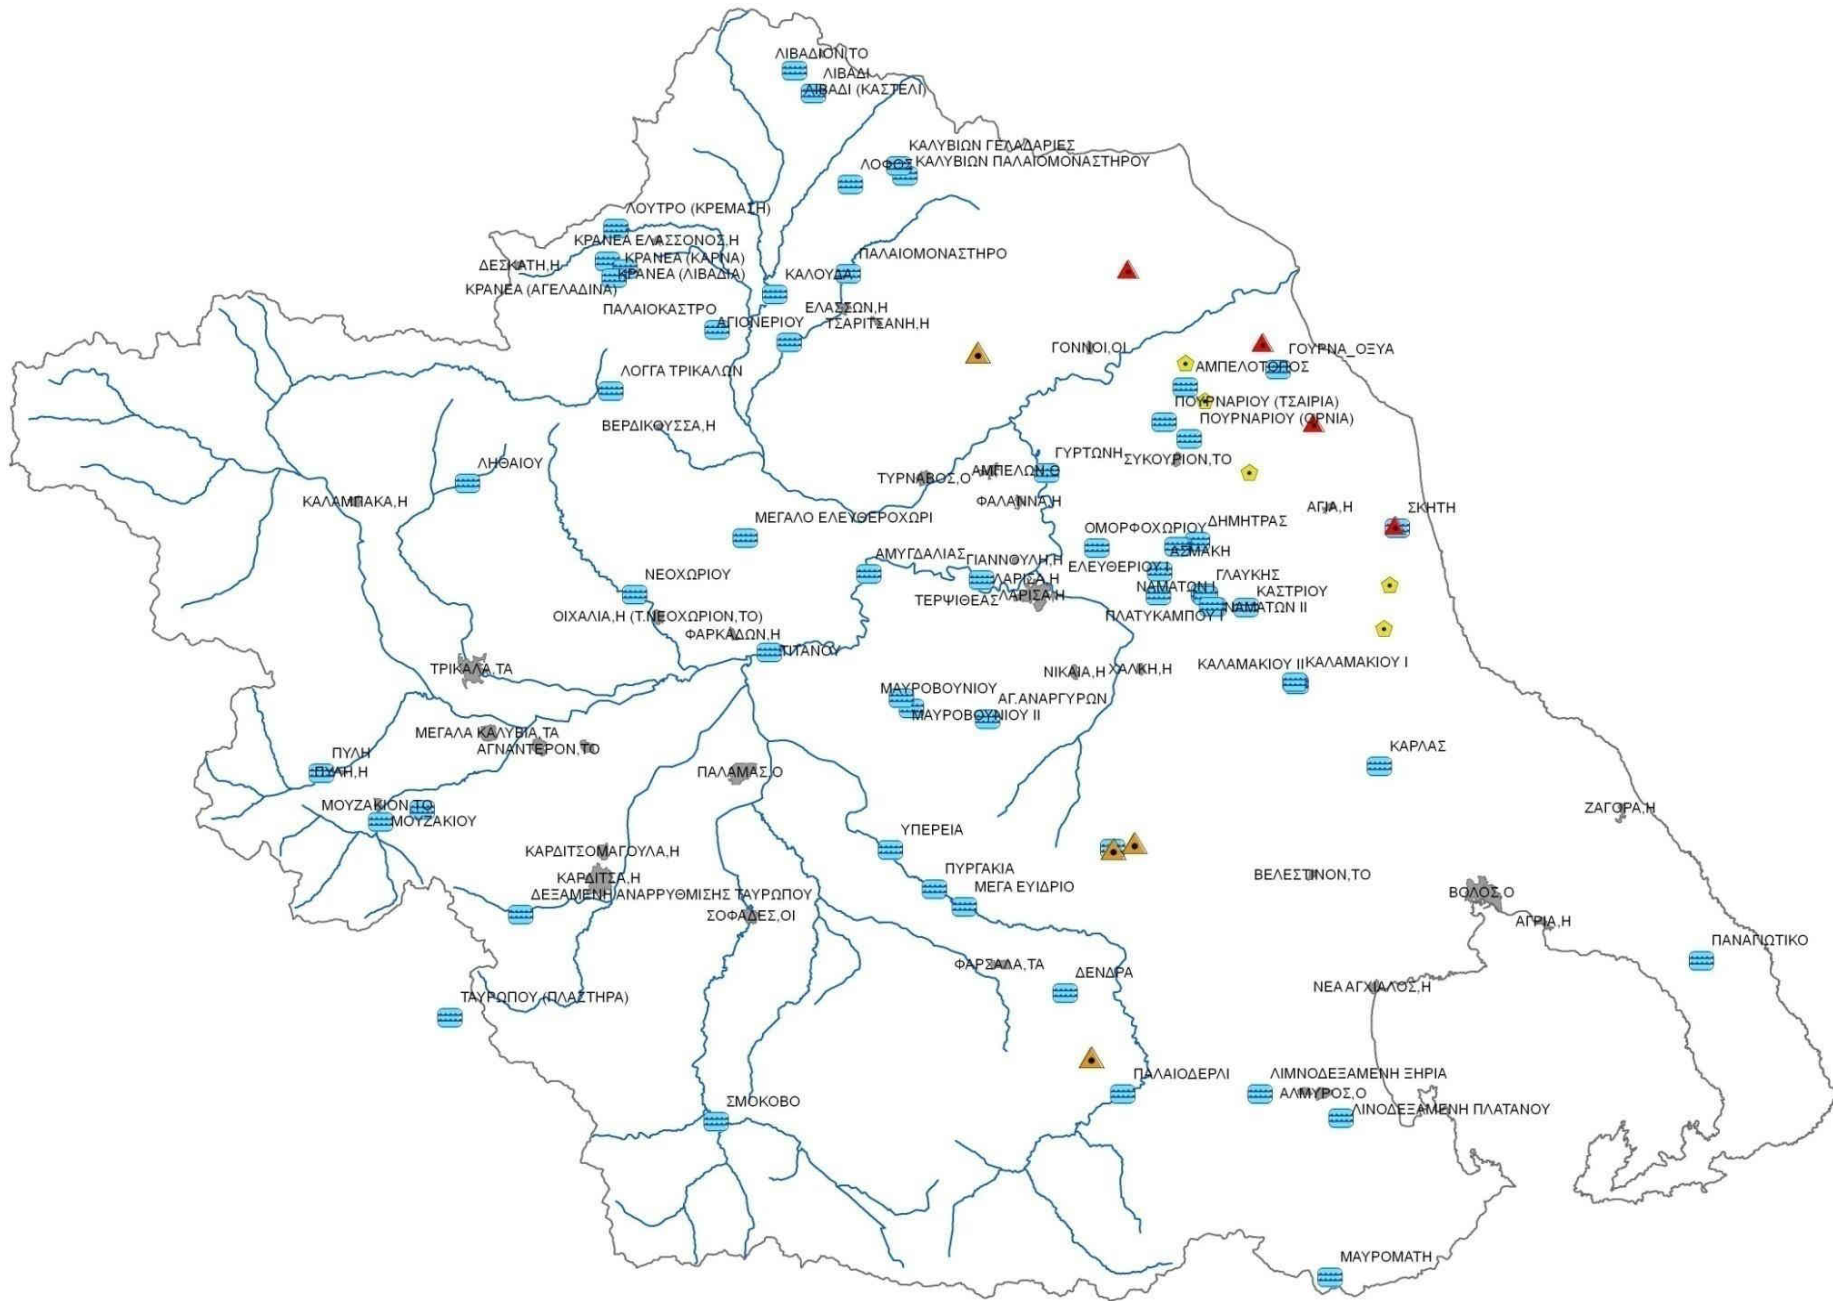 ΛΙΒΑΔΙΟΝ,ΤΟ
ΛΙΒΑΔΙ
ΛΙΒΑΔΙ (ΚΑΣΤΕΛΙ)
ΚΑΛΥΒΙΩΝ ΓΕΛΑΔΑΡΙΕΣ
ΛΟΦΟΣ
ΚΑΛΥΒΙΩΝ ΠΑΛΑΙΟΜΟΝΑΣΤΗΡΟΥ
ΛΟΥΤΡΟ (ΚΡΕΜΑΣΗ)
ΚΡΑΝΕΑ ΕΛΑΣΣΟΝΟΣ,Η
ΠΑΛΑΙΟΜΟΝΑΣΤΗΡΟ
ΚΡΑΝΕΑ (ΚΑΡΝΑ)
ΔΕΣΚΑΤΗ,Η
ΚΡΑΝΕΑ (ΛΙΒΑΔΙΑ)
ΚΑΛΟΥΔΑ
ΚΡΑΝΕΑ (ΑΓΕΛΑΔΙΝΑ)
ΠΑΛΑΙΟΚΑΣΤΡΟ
ΕΛΑΣΣΩΝ,Η
ΑΓΙΟΝΕΡΙΟΥ
ΤΣΑΡΙΤΣΑΝΗ,Η
ΓΟΝΝΟΙ,ΟΙ
ΓΟΥΡΝΑ_ΟΞΥΑ
ΑΜΠΕΛΟΤΟΠΟΣ
ΛΟΓΓΑ ΤΡΙΚΑΛΩΝ
ΠΟΥΡΝΑΡΙΟΥ (ΤΣΑΙΡΙΑ)
ΠΟΥΡΝΑΡΙΟΥ (ΟΡΝΙΑ)
ΒΕΡΔΙΚΟΥΣΣΑ,Η
ΓΥΡΤΩΝΗ
ΣΥΚΟΥΡΙΟΝ,ΤΟ
ΛΗΘΑΙΟΥ
ΑΜΠΕΛΩΝ,Ο
ΤΥΡΝΑΒΟΣ,Ο
ΚΑΛΑΜΠΑΚΑ,Η
ΦΑΛΑΝΝΑ,Η
ΑΓΙΑ,Η
ΣΚΗΤΗ
ΜΕΓΑΛΟ ΕΛΕΥΘΕΡΟΧΩΡΙ
ΔΗΜΗΤΡΑΣ
ΟΜΟΡΦΟΧΩΡΙΟΥ
ΑΣΜΑΚΗ
ΑΜΥΓΔΑΛΙΑΣ
ΓΙΑΝΝΟΥΛΗ,Η
ΕΛΕΥΘΕΡΙΟΥ Ι
ΝΕΟΧΩΡΙΟΥ
ΛΑΡΙΣΑ,Η
ΓΛΑΥΚΗΣ
ΝΑΜΑΤΩΝ Ι
ΚΑΣΤΡΙΟΥ
ΛΑΡΙΣΑ,Η
ΤΕΡΨΙΘΕΑΣ
ΝΑΜΑΤΩΝ ΙΙ
ΟΙΧΑΛΙΑ,Η (Τ.ΝΕΟΧΩΡΙΟΝ,ΤΟ)
ΠΛΑΤΥΚΑΜΠΟΥ Ι
ΦΑΡΚΑΔΩΝ,Η
ΤΙΤΑΝΟΥ
ΤΡΙΚΑΛΑ,ΤΑ
ΚΑΛΑΜΑΚΙΟΥ ΙΙ
ΚΑΛΑΜΑΚΙΟΥ Ι
ΝΙΚΑΙΑ,Η
ΧΑΛΚΗ,Η
ΜΑΥΡΟΒΟΥΝΙΟΥ
ΑΓ.ΑΝΑΡΓΥΡΩΝ
ΜΑΥΡΟΒΟΥΝΙΟΥ ΙΙ
ΜΕΓΑΛΑ ΚΑΛΥΒΙΑ,ΤΑ
ΑΓΝΑΝΤΕΡΟΝ,ΤΟ
ΚΑΡΛΑΣ
ΠΥΛΗ
ΠΥΛΗ,Η
ΠΑΛΑΜΑΣ,Ο
ΜΟΥΖΑΚΙΟΝ,ΤΟ
ΖΑΓΟΡΑ,Η
ΜΟΥΖΑΚΙΟΥ
ΥΠΕΡΕΙΑ
ΚΑΡΔΙΤΣΟΜΑΓΟΥΛΑ,Η
ΠΥΡΓΑΚΙΑ
ΒΕΛΕΣΤΙΝΟΝ,ΤΟ
ΚΑΡΔΙΤΣΑ,Η
ΜΕΓΑ ΕΥΙΔΡΙΟ
ΒΟΛΟΣ,Ο
ΔΕΞΑΜΕΝΗ ΑΝΑΡΡΥΘΜΙΣΗΣ ΤΑΥΡΩΠΟΥ
ΣΟΦΑΔΕΣ,ΟΙ
ΑΓΡΙΑ,Η
ΠΑΝΑΓΙΩΤΙΚΟ
ΦΑΡΣΑΛΑ,ΤΑ
ΔΕΝΔΡΑ
ΝΕΑ ΑΓΧΙΑΛΟΣ,Η
ΤΑΥΡΩΠΟΥ (ΠΛΑΣΤΗΡΑ)
ΠΑΛΑΙΟΔΕΡΛΙ
ΛΙΜΝΟΔΕΞΑΜΕΝΗ ΞΗΡΙΑ
ΑΛΜΥΡΟΣ,Ο
ΣΜΟΚΟΒΟ
ΛΙΝΟΔΕΞΑΜΕΝΗ ΠΛΑΤΑΝΟΥ
ΜΑΥΡΟΜΑΤΗ